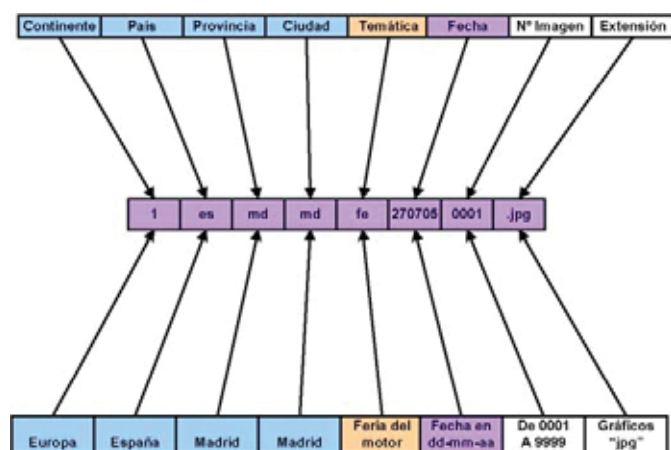 Continente País Provincia Ciudad Temática Fecha Nº Imagen Extensión
1 es md md fe 270705 0001 .jpg
Europa España Madrid Madrid Feria del motor Fecha en dd-mm-aa De 0001 A 9999 Gráficos "jpg"